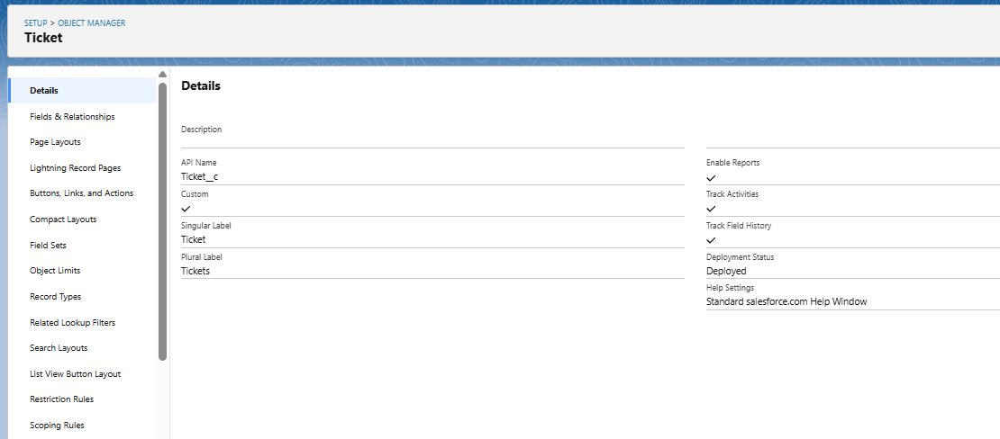 SETUP > OBJECT MANAGER
Ticket
Details
Fields & Relationships
Page Layouts
Lightning Record Pages
Buttons, Links, and Actions
Compact Layouts
Field Sets
Object Limits
Record Types
Related Lookup Filters
Search Layouts
List View Button Layout
Restriction Rules
Scoping Rules
Details
Description
API Name
Ticket__c
Custom
Singular Label
Ticket
Plural Label
Tickets
Enable Reports
Track Activities
Track Field History
Deployment Status
Deployed
Help Settings
Standard salesforce.com Help Window